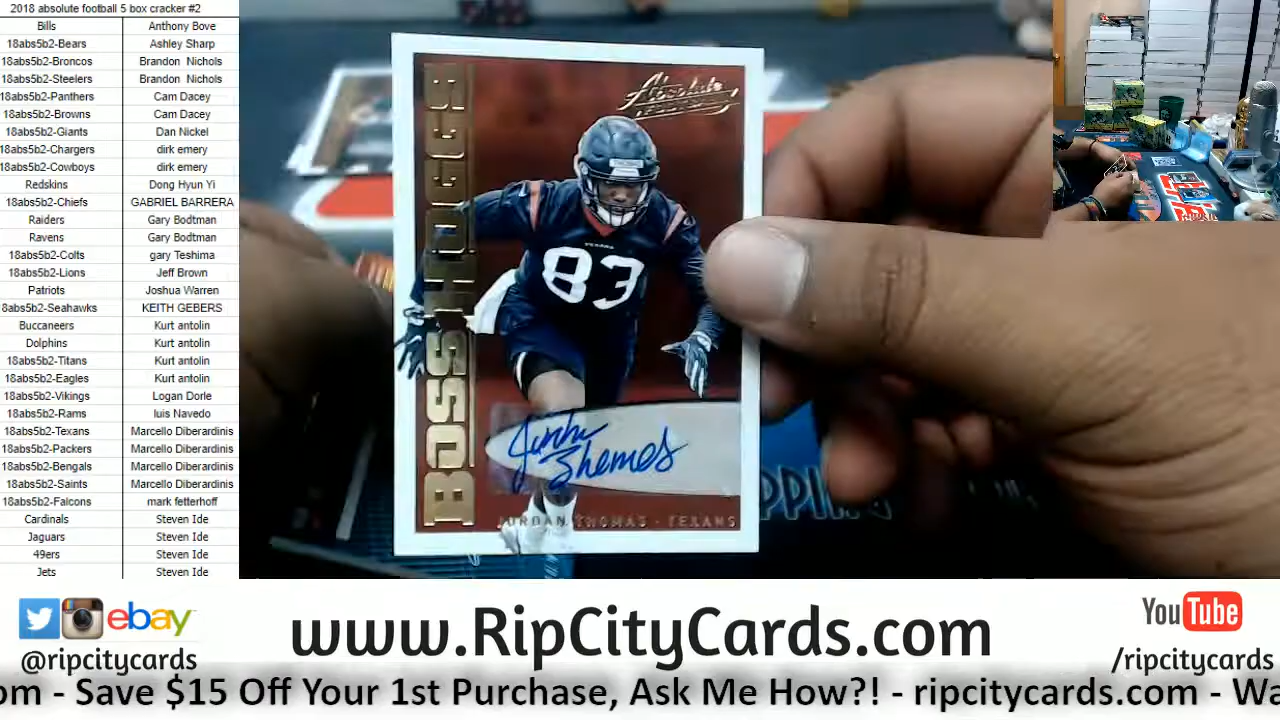 2018 absolute football 5 box cracker #2
Bills Anthony Bove
18abs5b2-Bears Ashley Sharp
18abs5b2-Broncos Brandon Nichols
18abs5b2-Steelers Brandon Nichols
18abs5b2-Panthers Cam Dacey
18abs5b2-Browns Cam Dacey
18abs5b2-Giants Dan Nickel
18abs5b2-Chargers dirk emery
18abs5b2-Cowboys dirk emery
Redskins Dong Hyun Yi
18abs5b2-Chiefs GABRIEL BARRERA
Raiders Gary Bodtman
Ravens Gary Bodtman
18abs5b2-Colts gary Teshima
18abs5b2-Lions Jeff Brown
Patriots Joshua Warren
8abs5b2-Seahawks KEITH GEBERS
Buccaneers Kurt antolin
Dolphins Kurt antolin
18abs5b2-Titans Kurt antolin
18abs5b2-Eagles Kurt antolin
18abs5b2-Vikings Logan Dorle
18abs5b2-Rams luis Navedo
18abs5b2-Texans Marcello Diberardinis
18abs5b2-Packers Marcello Diberardinis
18abs5b2-Bengals Marcello Diberardinis
18abs5b2-Saints Marcello Diberardinis
18abs5b2-Falcons mark fetterhoff
Cardinals Steven Ide
Jaguars Steven Ide
49ers Steven Ide
Jets Steven Ide
Absolute
BOSS HOGGS
TEXANS
83
JORDAN THOMAS - TEXANS
PPING
ebay
@ripcitycards
www.RipCityCards.com
YouTube
/ripcitycards
om - Save $15 Off Your 1st Purchase, Ask Me How?! - ripcitycards.com - Wa